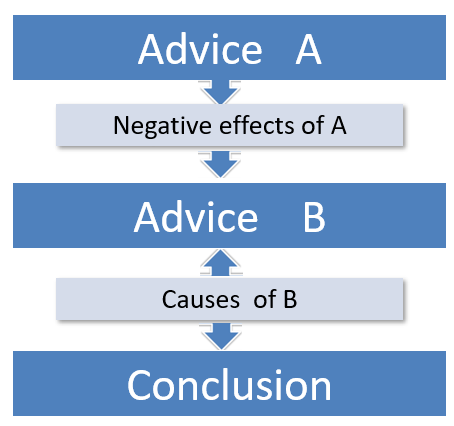 Advice A
Negative effects of A
Advice B
Causes of B
Conclusion